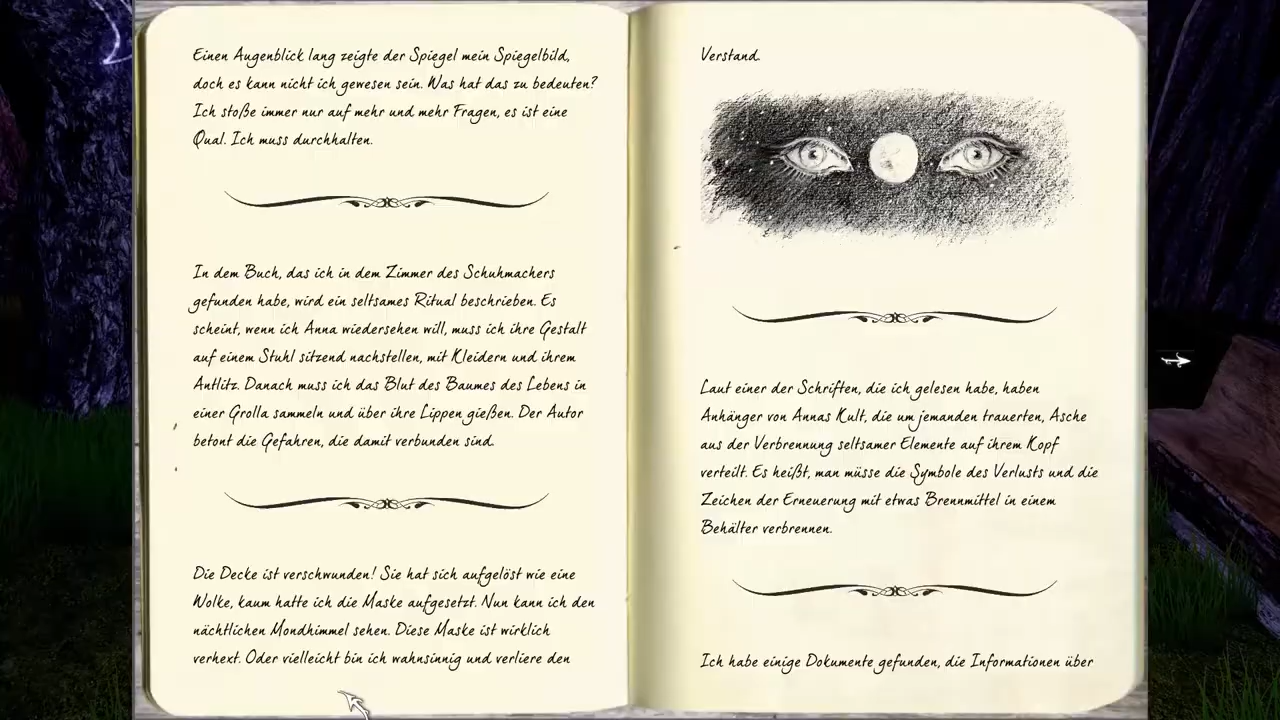 Einen Augenblick lang zeigte der Spiegel mein Spiegelbild,
doch es kann nicht ich gewesen sein. Was hat das zu bedeuten?
Ich stoße immer nur auf mehr und mehr Fragen, es ist eine
Qual. Ich muss durchhalten.
In dem Buch, das ich in dem Zimmer des Schuhmachers
gefunden habe, wird ein seltsames Ritual beschrieben. Es
scheint, wenn ich Anna wiedersehen will, muss ich ihre Gestalt
auf einem Stuhl sitzend nachstellen, mit Kleidern und ihrem
Antlitz. Danach muss ich das Blut des Baumes des Lebens in
einer Grolla sammeln und über ihre Lippen gießen. Der Autor
betont die Gefahren, die damit verbunden sind.
Die Decke ist verschwunden! Sie hat sich aufgelöst wie eine
Wolke, kaum hatte ich die Maske aufgesetzt. Nun kann ich den
nächtlichen Mondhimmel sehen. Diese Maske ist wirklich
verhext. Oder vielleicht bin ich wahnsinnig und verliere den
Verstand.
Laut einer der Schriften, die ich gelesen habe, haben
Anhänger von Annas Kult, die um jemanden trauerten, Asche
aus der Verbrennung seltsamer Elemente auf ihrem Kopf
verteilt. Es heißt, man müsse die Symbole des Verlusts und die
Zeichen der Erneuerung mit etwas Brennmittel in einem
Behälter verbrennen.
Ich habe einige Dokumente gefunden, die Informationen über